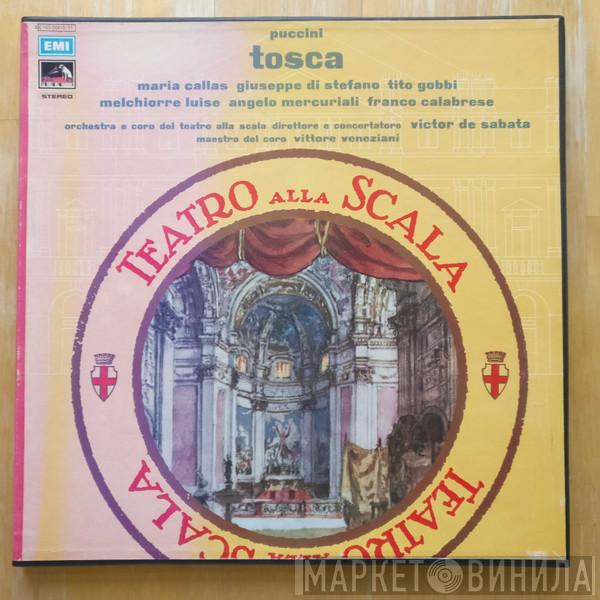 EMI
STEREO
puccini
tosca
maria callas giuseppe di stefano tito gobbi
melchiorre luise angelo mercuriali franco calabrese
orchestra e coro del teatro alla scala direttore e concertatore victor de sabata
maestro del coro vittore veneziani
TEATRO ALLA SCALA
TEATRO ALLA SCALA
МАРКЕТ ВИНИЛА